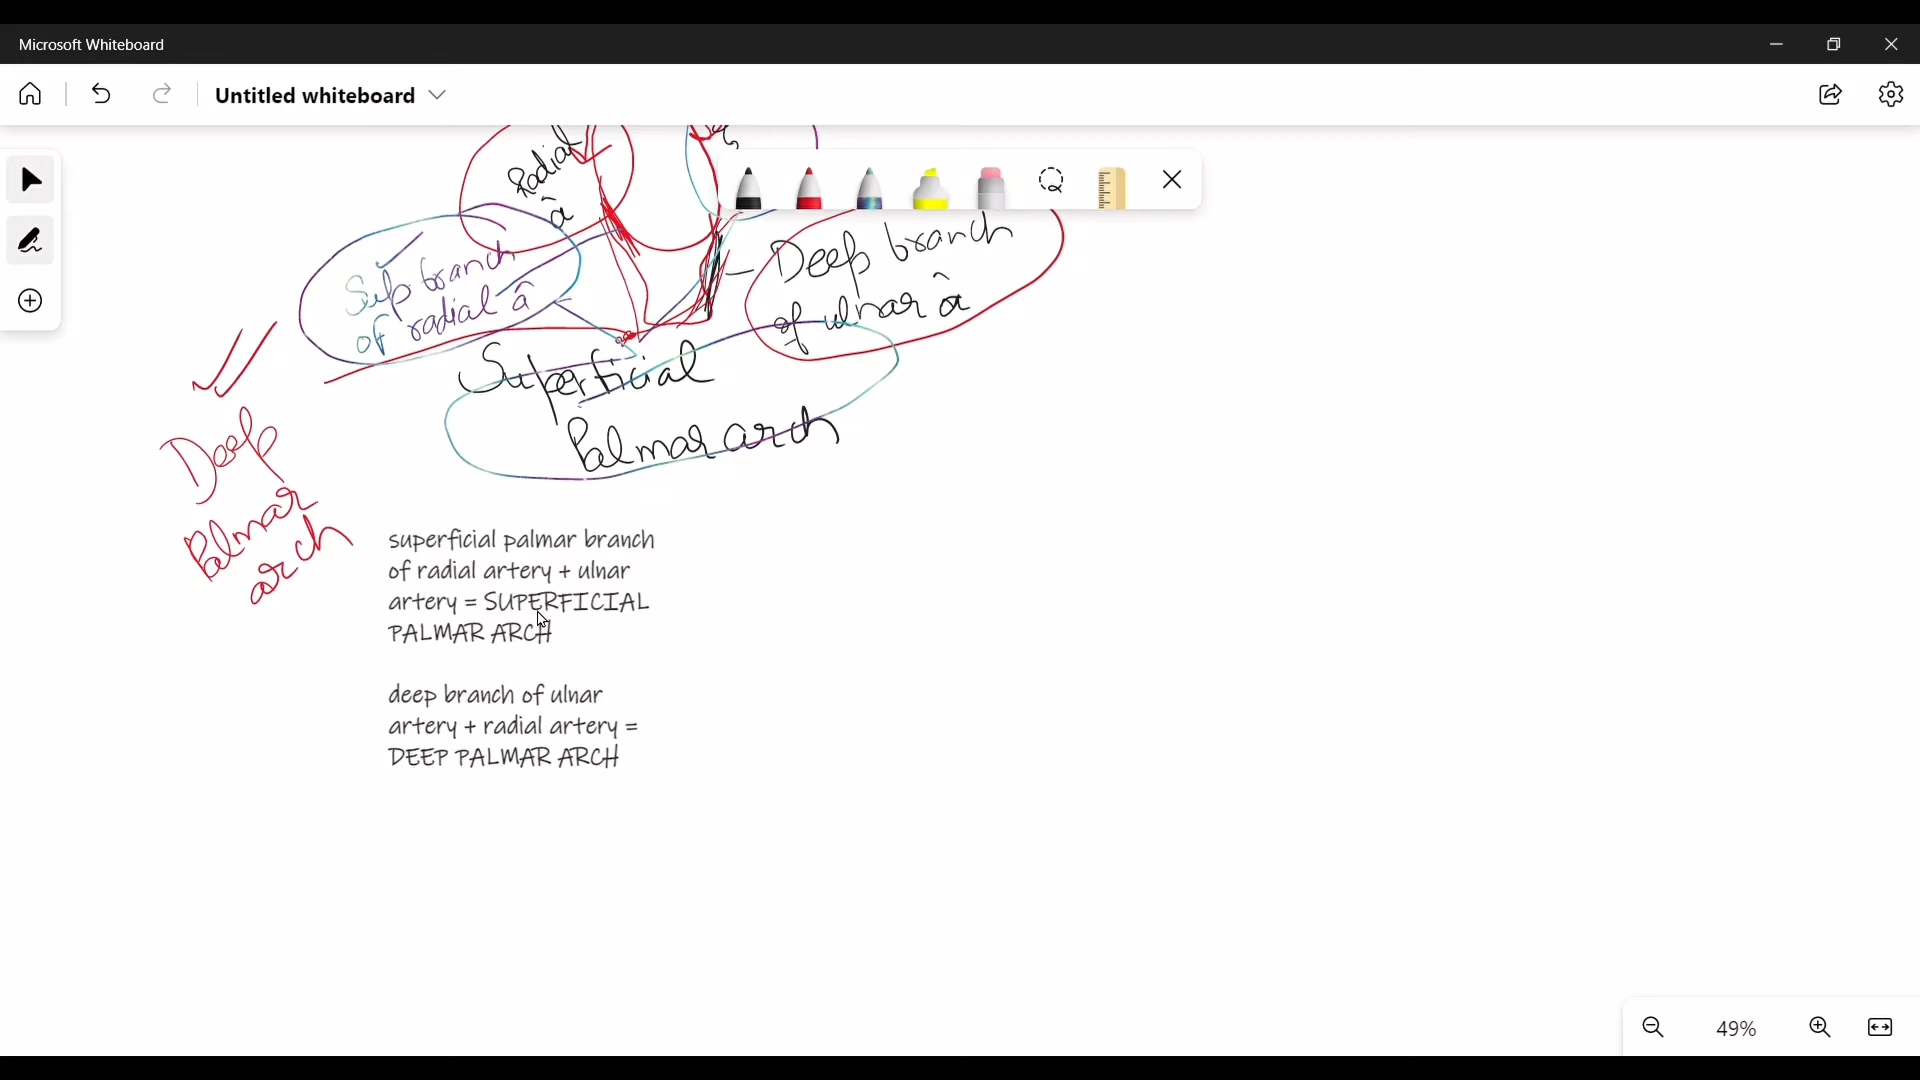 Microsoft Whiteboard
Untitled whiteboard
Radial
â
Deep branch
of ulnar â
Sup branch
of radial â
Superficial
Palmar arch
Deep
Palmar
arch
superficial palmar branch
of radial artery + ulnar
artery = SUPERFICIAL
PALMAR ARCH
deep branch of ulnar
artery + radial artery =
DEEP PALMAR ARCH
49%